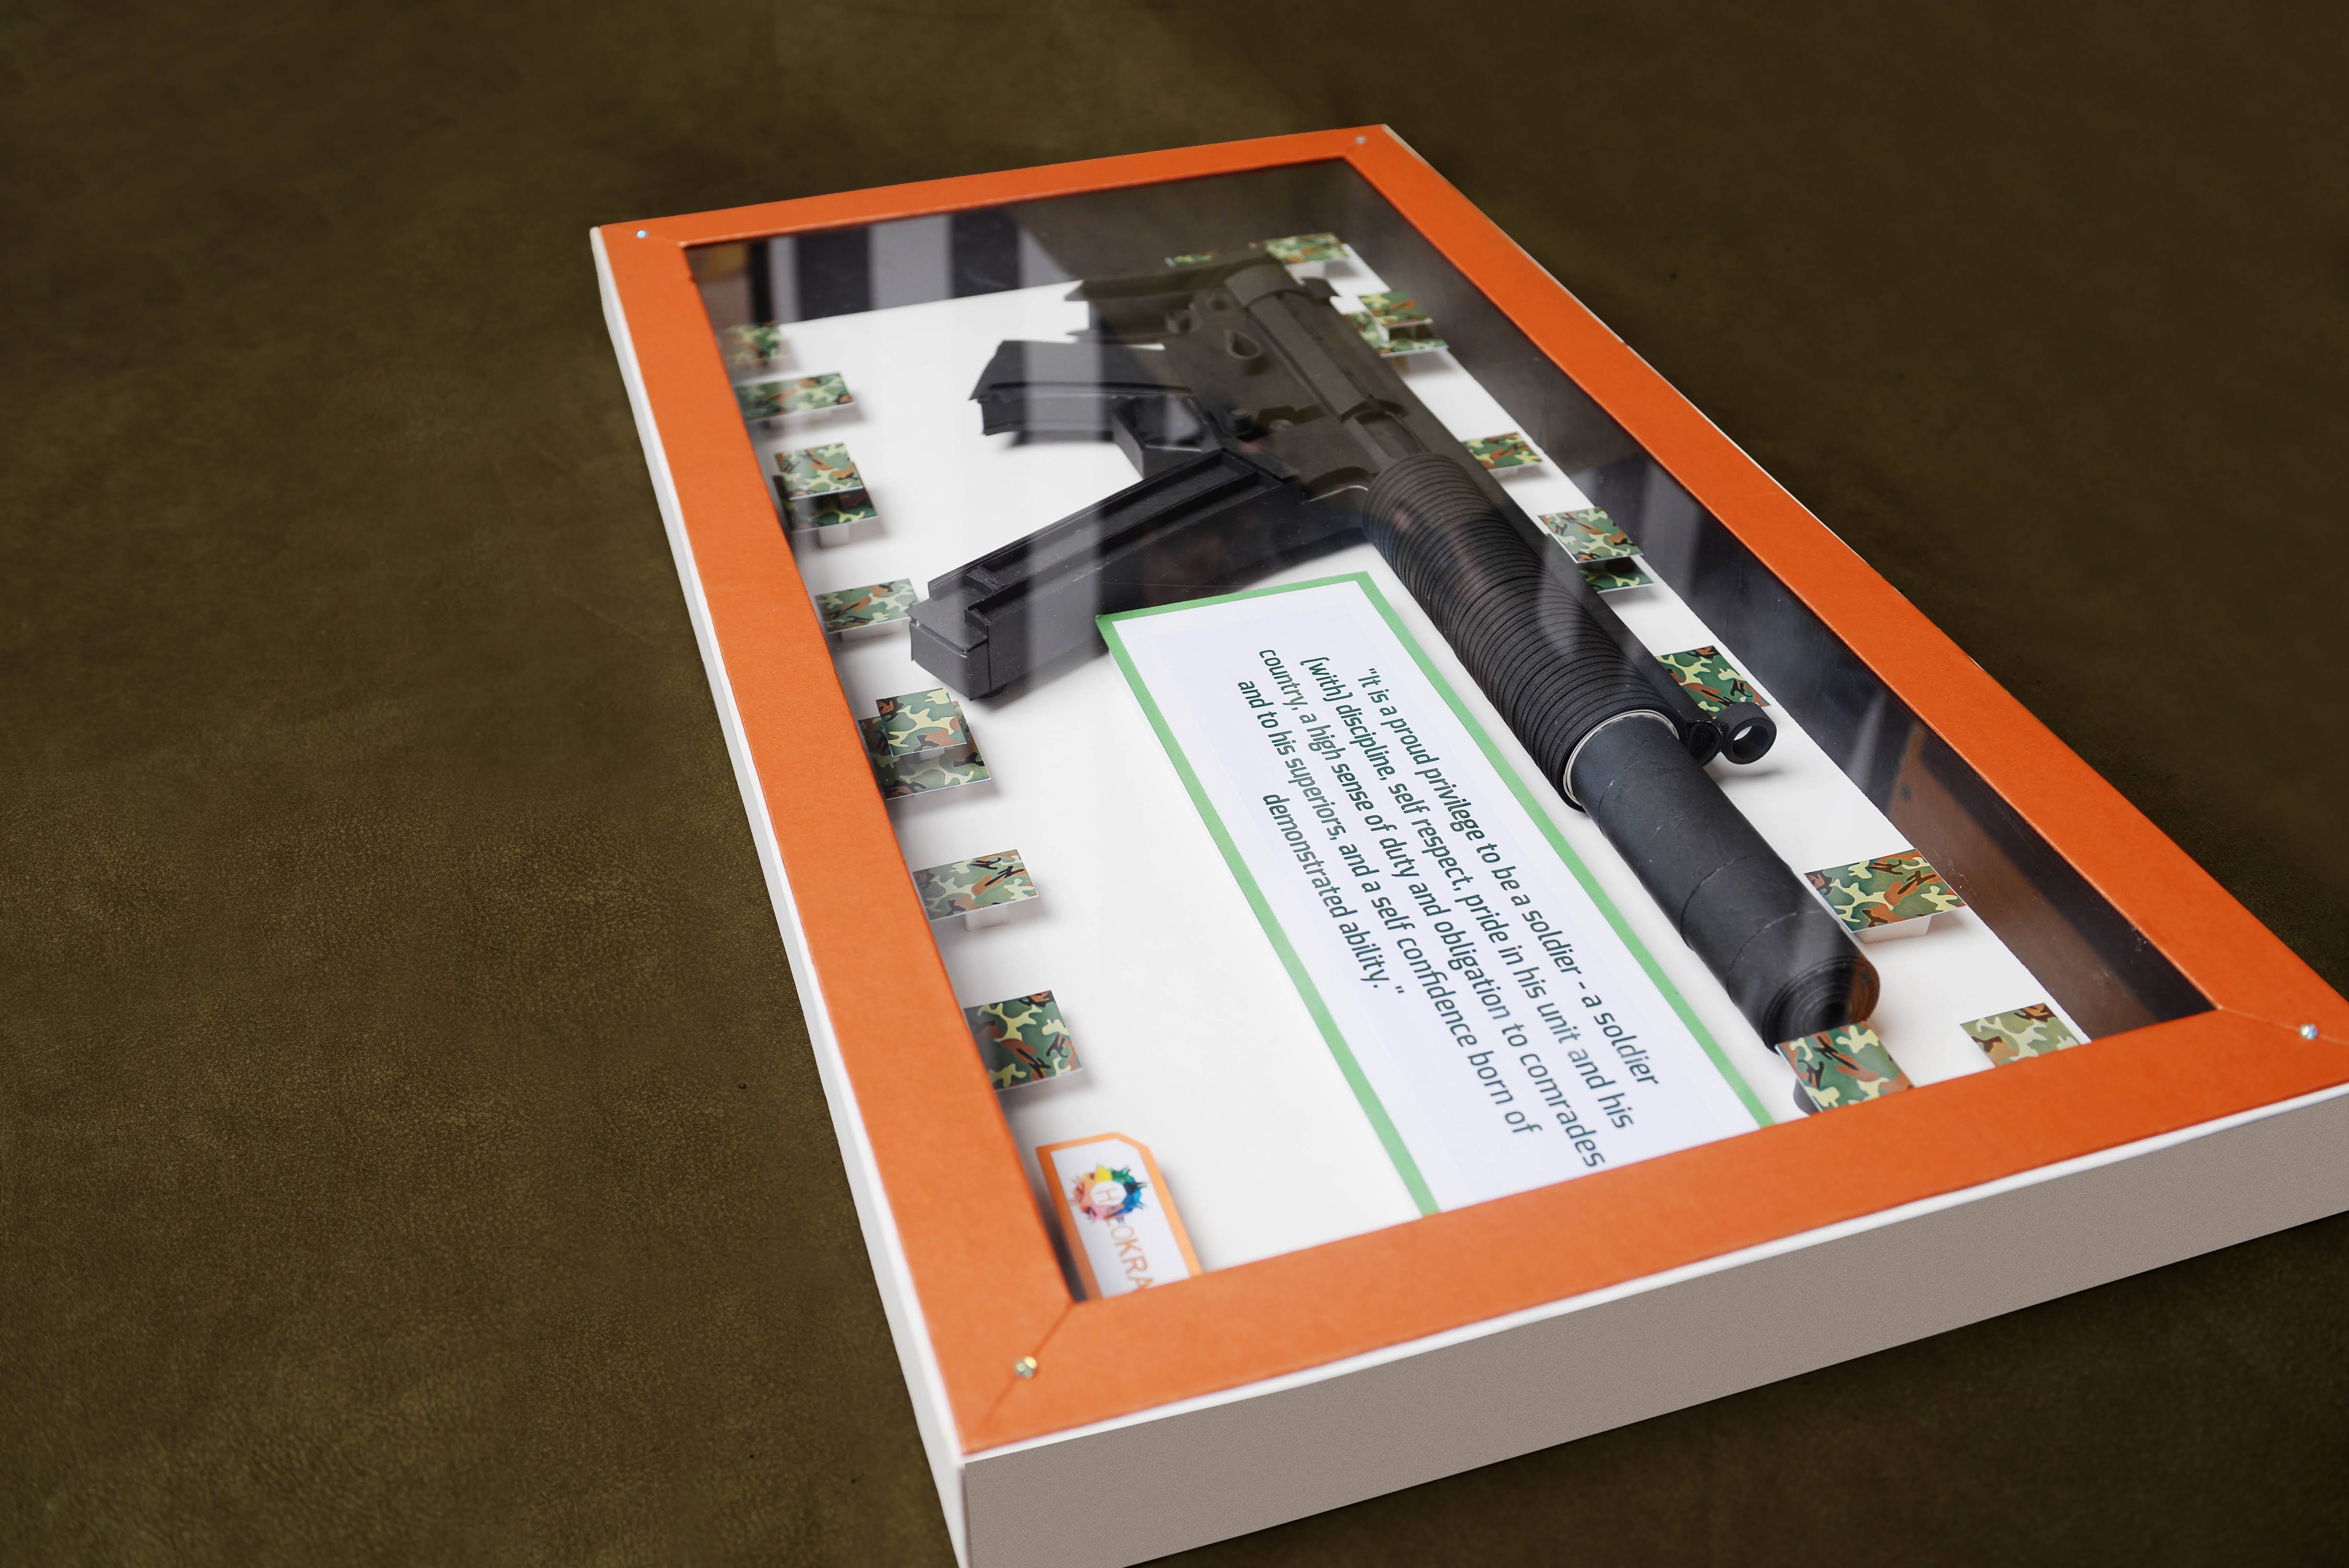 "It is a proud privilege to be a soldier – a soldier
[with] discipline, self respect, pride in his unit and his
country, a high sense of duty and obligation to comrades
and to his superiors, and a self confidence born of
demonstrated ability."
H